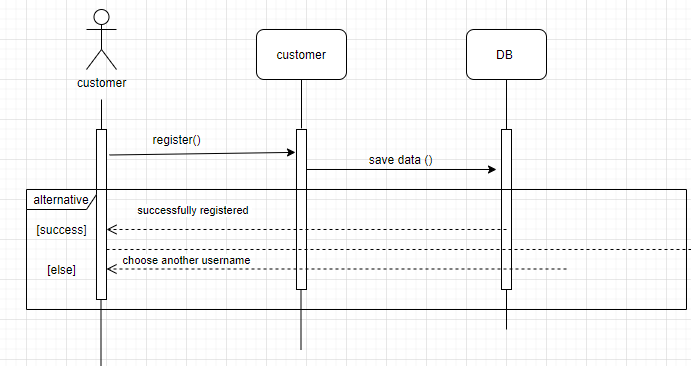 customer
customer
DB
register()
save data ()
alternative
successfully registered
[success]
choose another username
[else]